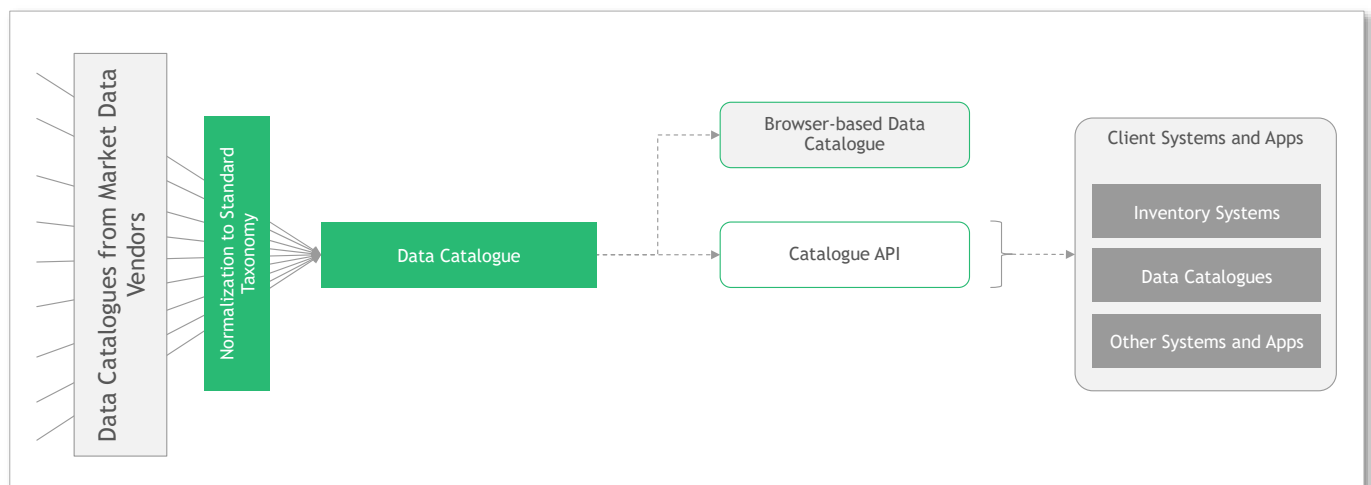 Data Catalogues from Market Data
Vendors
Normalization to Standard
Taxonomy
Data Catalogue
Browser-based Data
Catalogue
Catalogue API
Client Systems and Apps
Inventory Systems
Data Catalogues
Other Systems and Apps